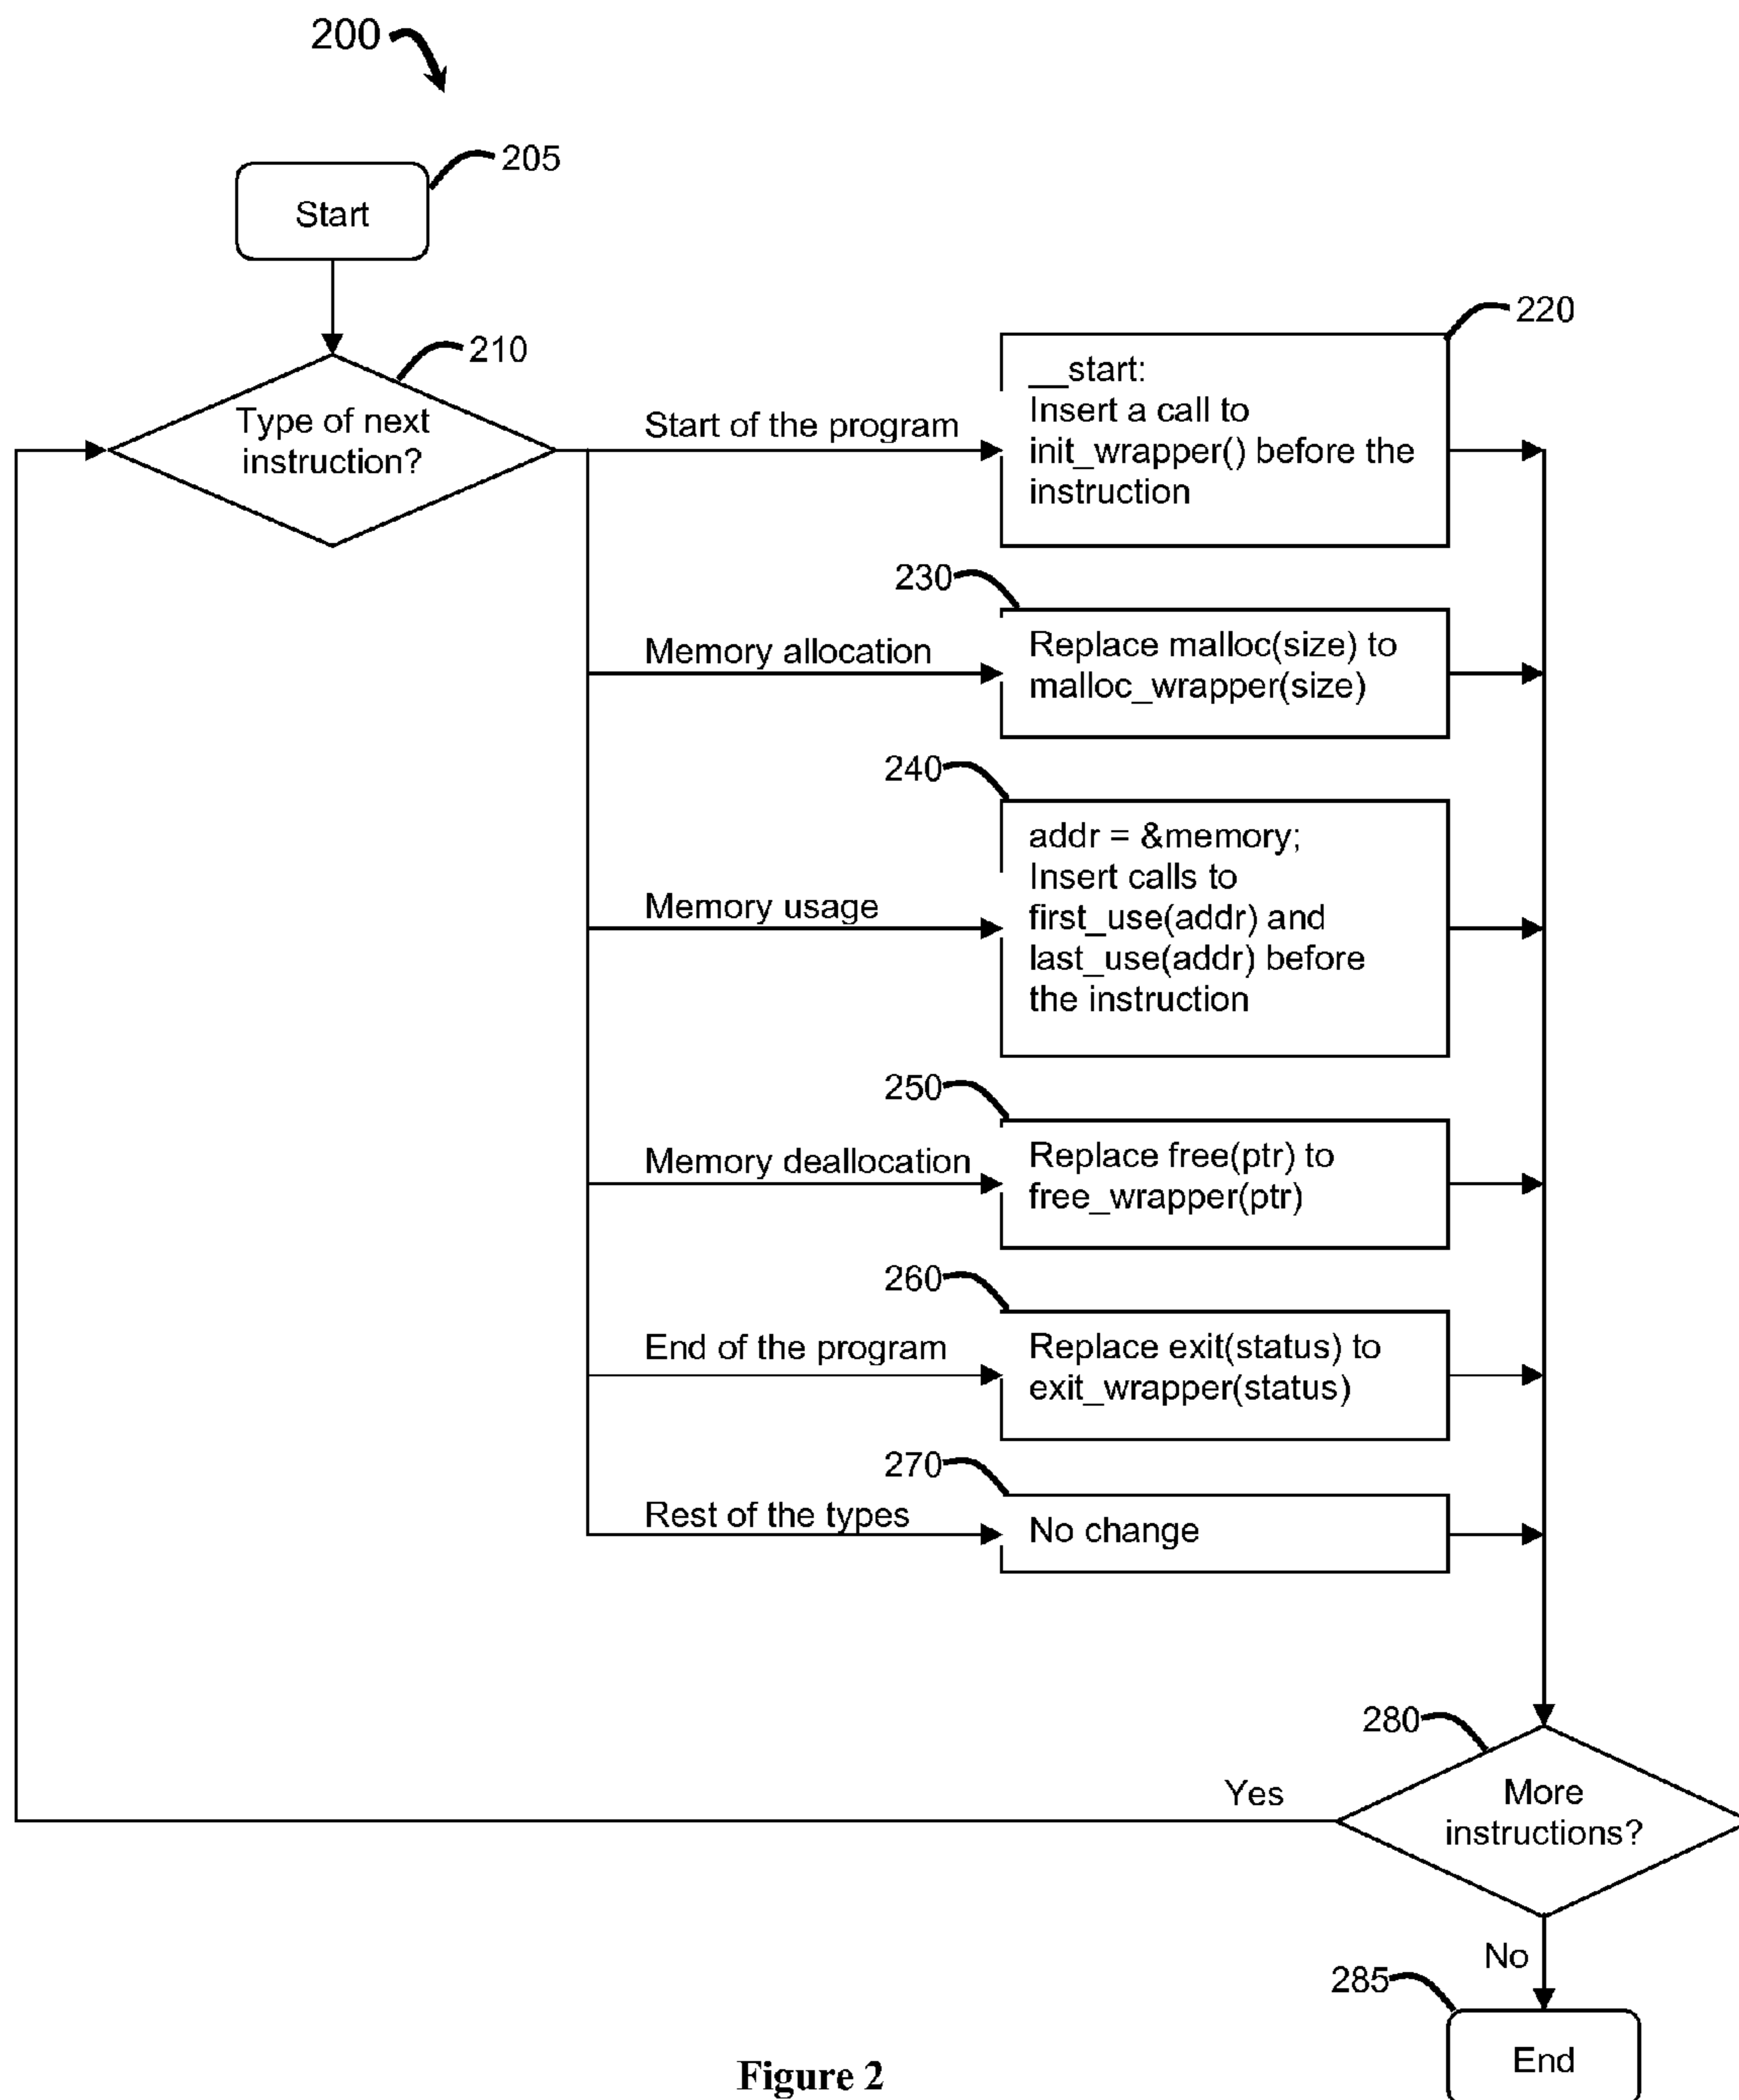 200
205
Start
210
Type of next
instruction?
Start of the program
220
__start:
Insert a call to
init_wrapper() before the
instruction
230
Memory allocation
Replace malloc(size) to
malloc_wrapper(size)
240
Memory usage
addr = &memory;
Insert calls to
first_use(addr) and
last_use(addr) before
the instruction
250
Memory deallocation
Replace free(ptr) to
free_wrapper(ptr)
260
End of the program
Replace exit(status) to
exit_wrapper(status)
270
Rest of the types
No change
280
Yes
More
instructions?
No
285
End
Figure 2